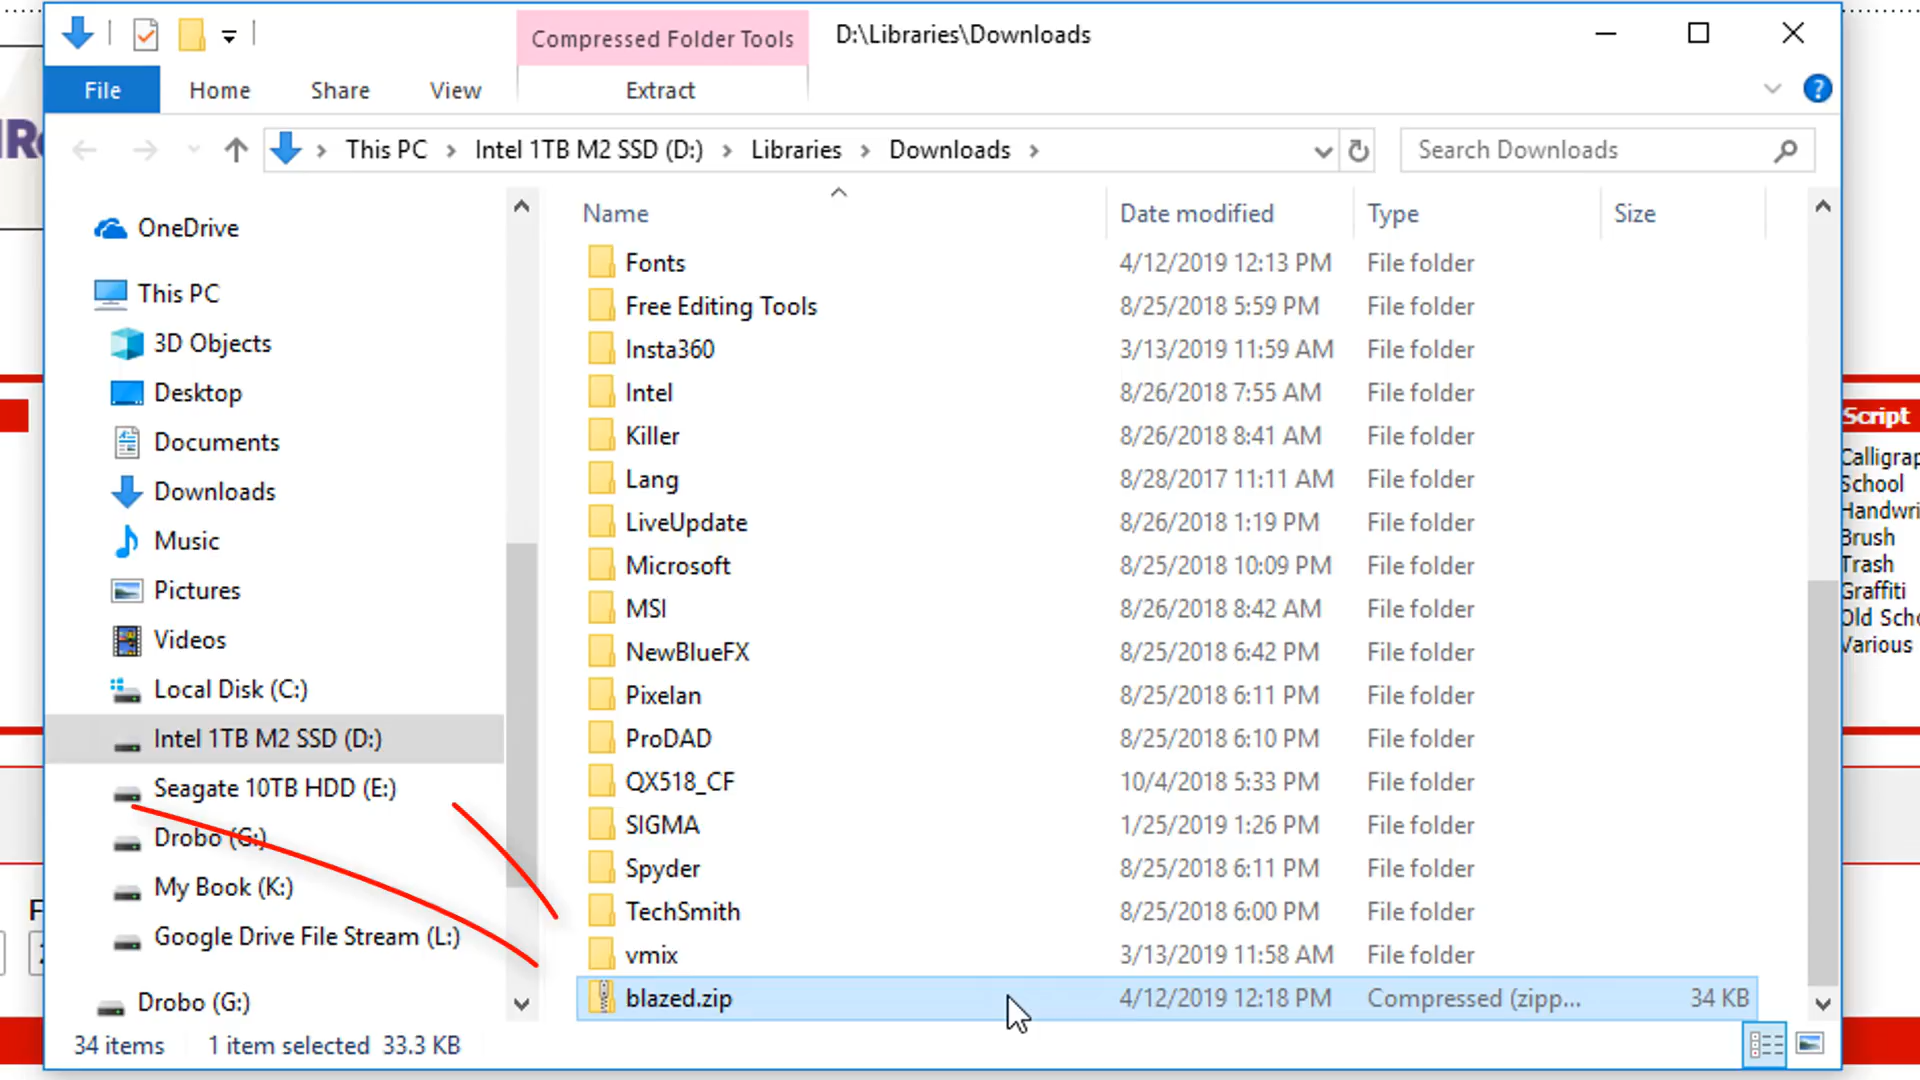 Compressed Folder Tools
D:\Libraries\Downloads
File Home Share View Extract
This PC Intel 1TB M2 SSD (D:) Libraries Downloads
Search Downloads
Name Date modified Type Size
OneDrive
This PC
3D Objects
Desktop
Documents
Downloads
Music
Pictures
Videos
Local Disk (C:)
Intel 1TB M2 SSD (D:)
Seagate 10TB HDD (E:)
Drobo (G:)
My Book (K:)
Google Drive File Stream (L:)
Drobo (G:)
Fonts 4/12/2019 12:13 PM File folder
Free Editing Tools 8/25/2018 5:59 PM File folder
Insta360 3/13/2019 11:59 AM File folder
Intel 8/26/2018 7:55 AM File folder
Killer 8/26/2018 8:41 AM File folder
Lang 8/28/2017 11:11 AM File folder
LiveUpdate 8/26/2018 1:19 PM File folder
Microsoft 8/25/2018 10:09 PM File folder
MSI 8/26/2018 8:42 AM File folder
NewBlueFX 8/25/2018 6:42 PM File folder
Pixelan 8/25/2018 6:11 PM File folder
ProDAD 8/25/2018 6:10 PM File folder
QX518_CF 10/4/2018 5:33 PM File folder
SIGMA 1/25/2019 1:26 PM File folder
Spyder 8/25/2018 6:11 PM File folder
TechSmith 8/25/2018 6:00 PM File folder
vmix 3/13/2019 11:58 AM File folder
blazed.zip 4/12/2019 12:18 PM Compressed (zipp... 34 KB
34 items 1 item selected 33.3 KB
Script
Calligrap
School
Handwri
Brush
Trash
Graffiti
Old Scho
Various